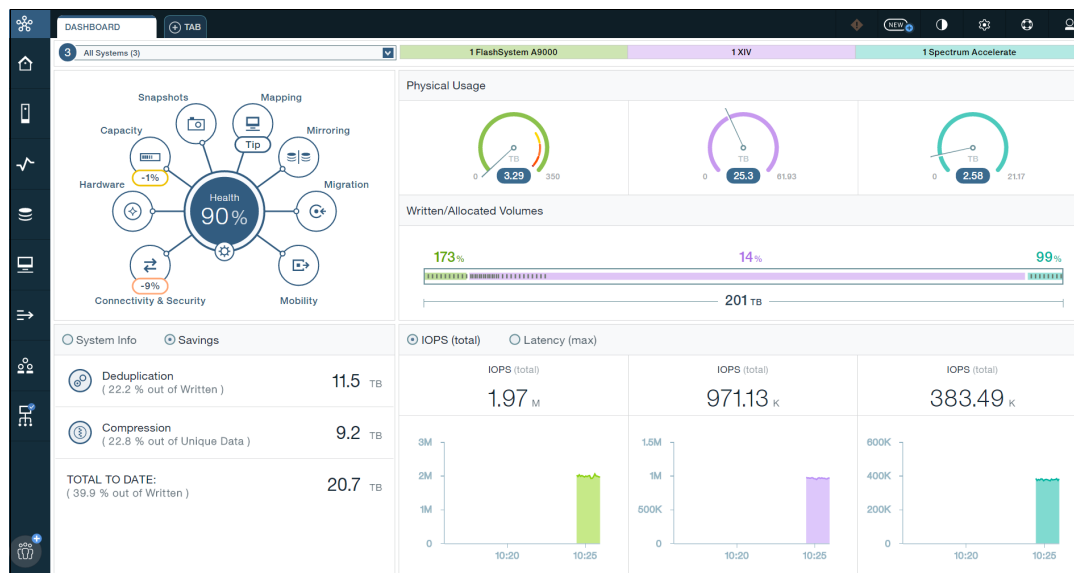 DASHBOARD
TAB
NEW
3 All Systems (3)
1 FlashSystem A9000
1 XIV
1 Spectrum Accelerate
Snapshots
Mapping
Tip
Capacity
-1%
Mirroring
Hardware
Health
90%
Migration
-9%
Connectivity & Security
Mobility
Physical Usage
TB
0 3.29 350
TB
0 25.3 61.93
TB
0 2.58 21.17
Written/Allocated Volumes
173%
14%
99%
201 TB
System Info
Savings
Deduplication
( 22.2 % out of Written )
11.5 TB
Compression
( 22.8 % out of Unique Data )
9.2 TB
TOTAL TO DATE:
( 39.9 % out of Written )
20.7 TB
IOPS (total)
Latency (max)
IOPS (total)
1.97 M
3M
2M
1M
0
10:20 10:25
IOPS (total)
971.13 K
1.5M
1M
500K
0
10:20 10:25
IOPS (total)
383.49 K
600K
400K
200K
0
10:20 10:25